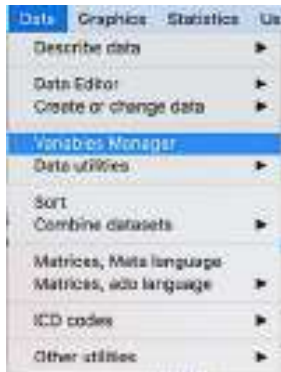 Data Graphics Statistics Us
Describe data
Data Editor
Create or change data
Variables Manager
Data utilities
Sort
Combine datasets
Matrices, Mata language
Matrices, ado language
ICD codes
Other utilities